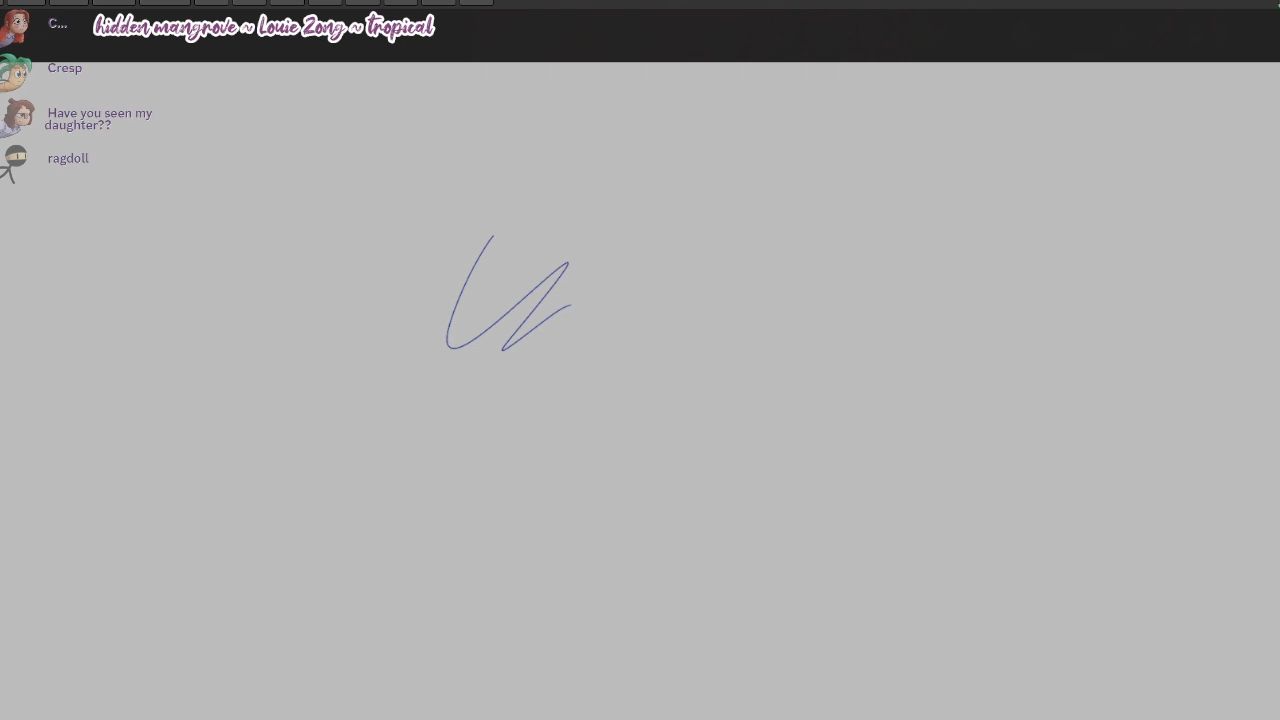 C...
hidden mangrove ~ Louie Zong ~ tropical
Cresp
Have you seen my
daughter??
ragdoll